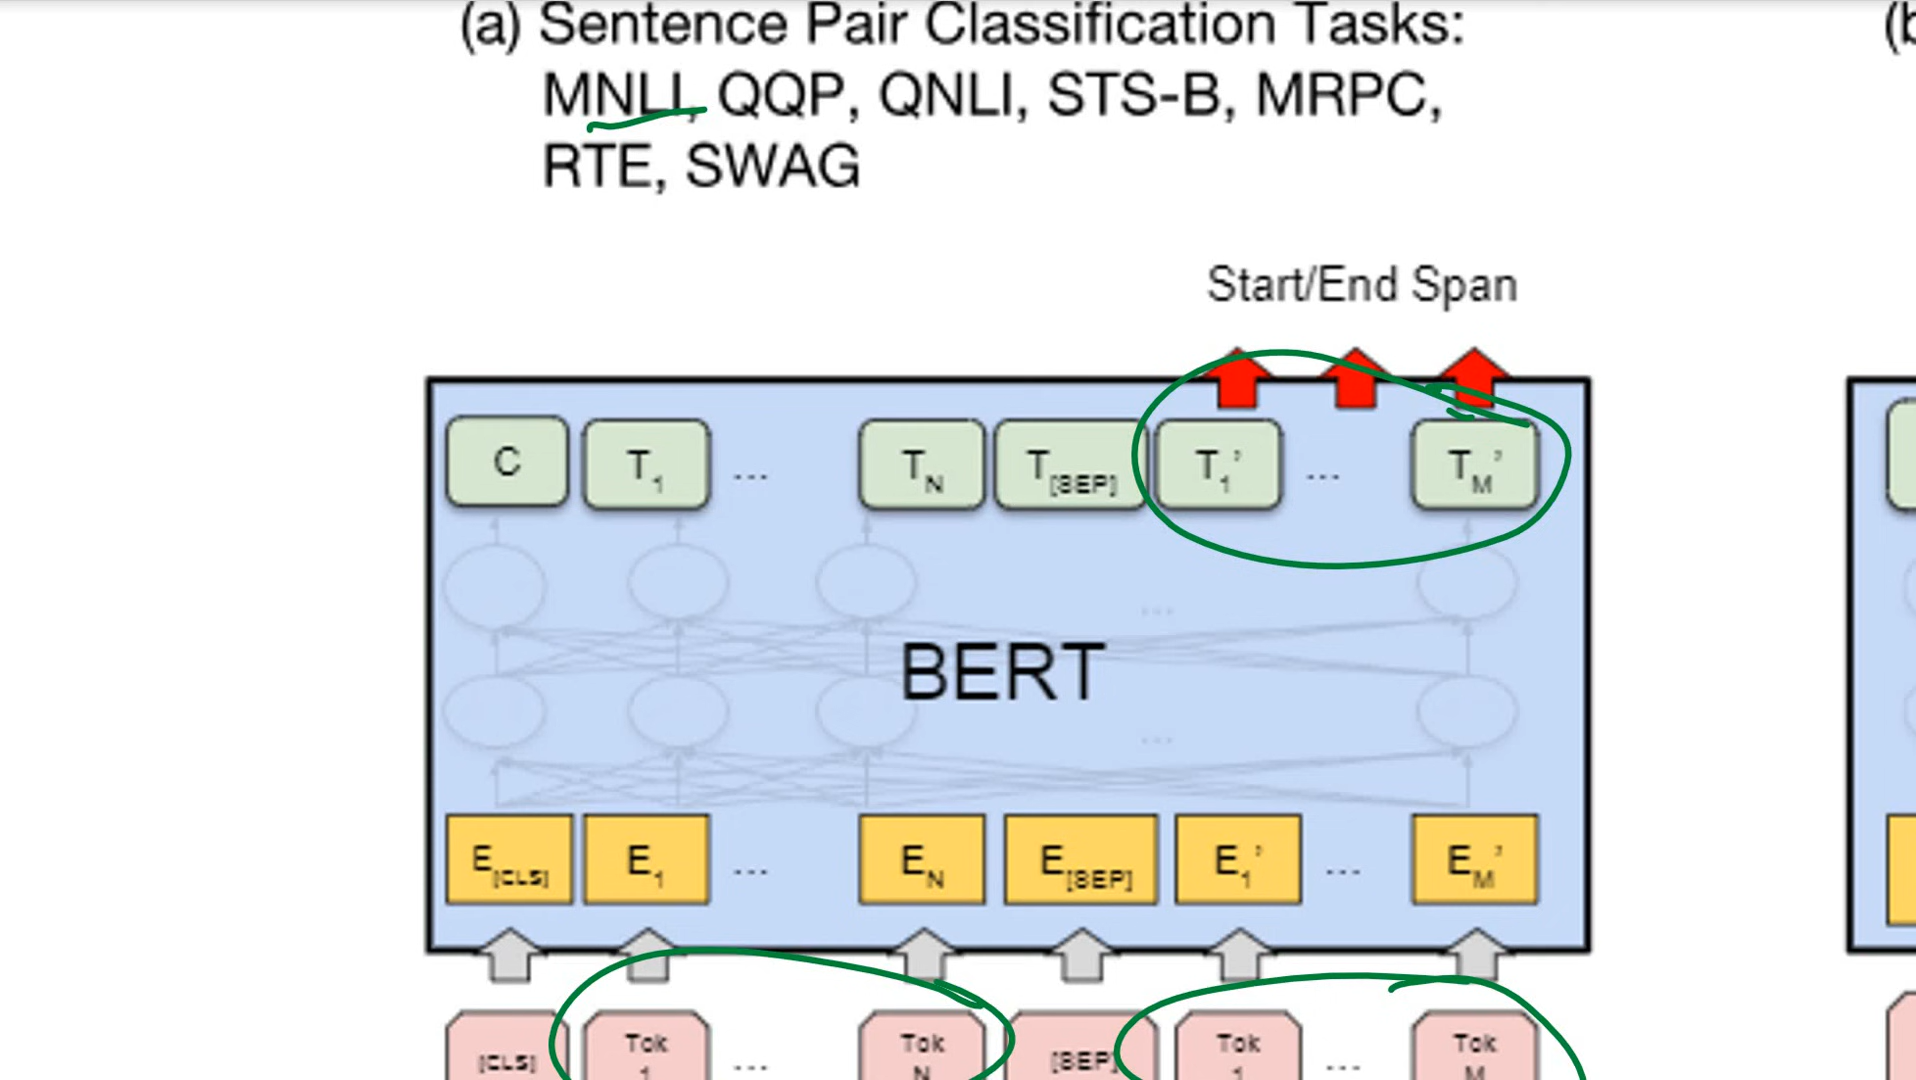 (a) Sentence Pair Classification Tasks:
MNLI, QQP, QNLI, STS-B, MRPC,
RTE, SWAG
(b
Start/End Span
C T1 ... TN T[SEP] T1' ... TM'
...
BERT
...
E[CLS] E1 ... EN E[SEP] E1' ... EM'
[CLS] Tok 1 ... Tok N [SEP] Tok 1 ... Tok M